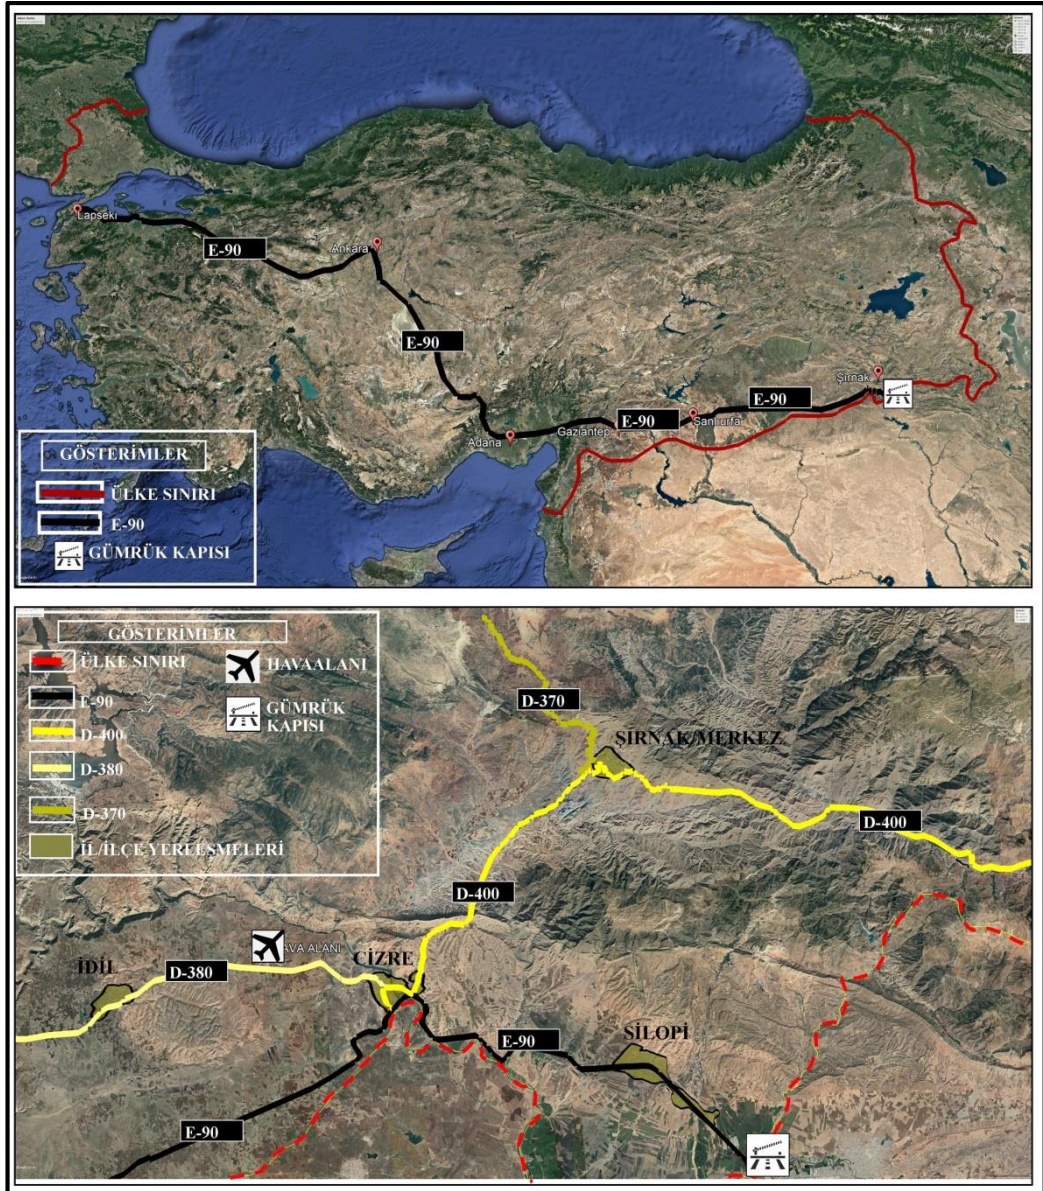 Lapseki
E-90
Ankara
E-90
Şırnak
E-90
Adana
Gaziantep
E-90
Şanlıurfa
GÖSTERİMLER
ÜLKE SINIRI
E-90
GÜMRÜK KAPISI
GÖSTERİMLER
ÜLKE SINIRI
E-90
D-400
D-380
D-370
İL/İLÇE YERLEŞMELERİ
HAVAALANI
GÜMRÜK
KAPISI
D-370
ŞIRNAK/MERKEZ
D-400
D-400
AVA ALANI
CİZRE
İDİL
D-380
E-90
SİLOPİ
E-90